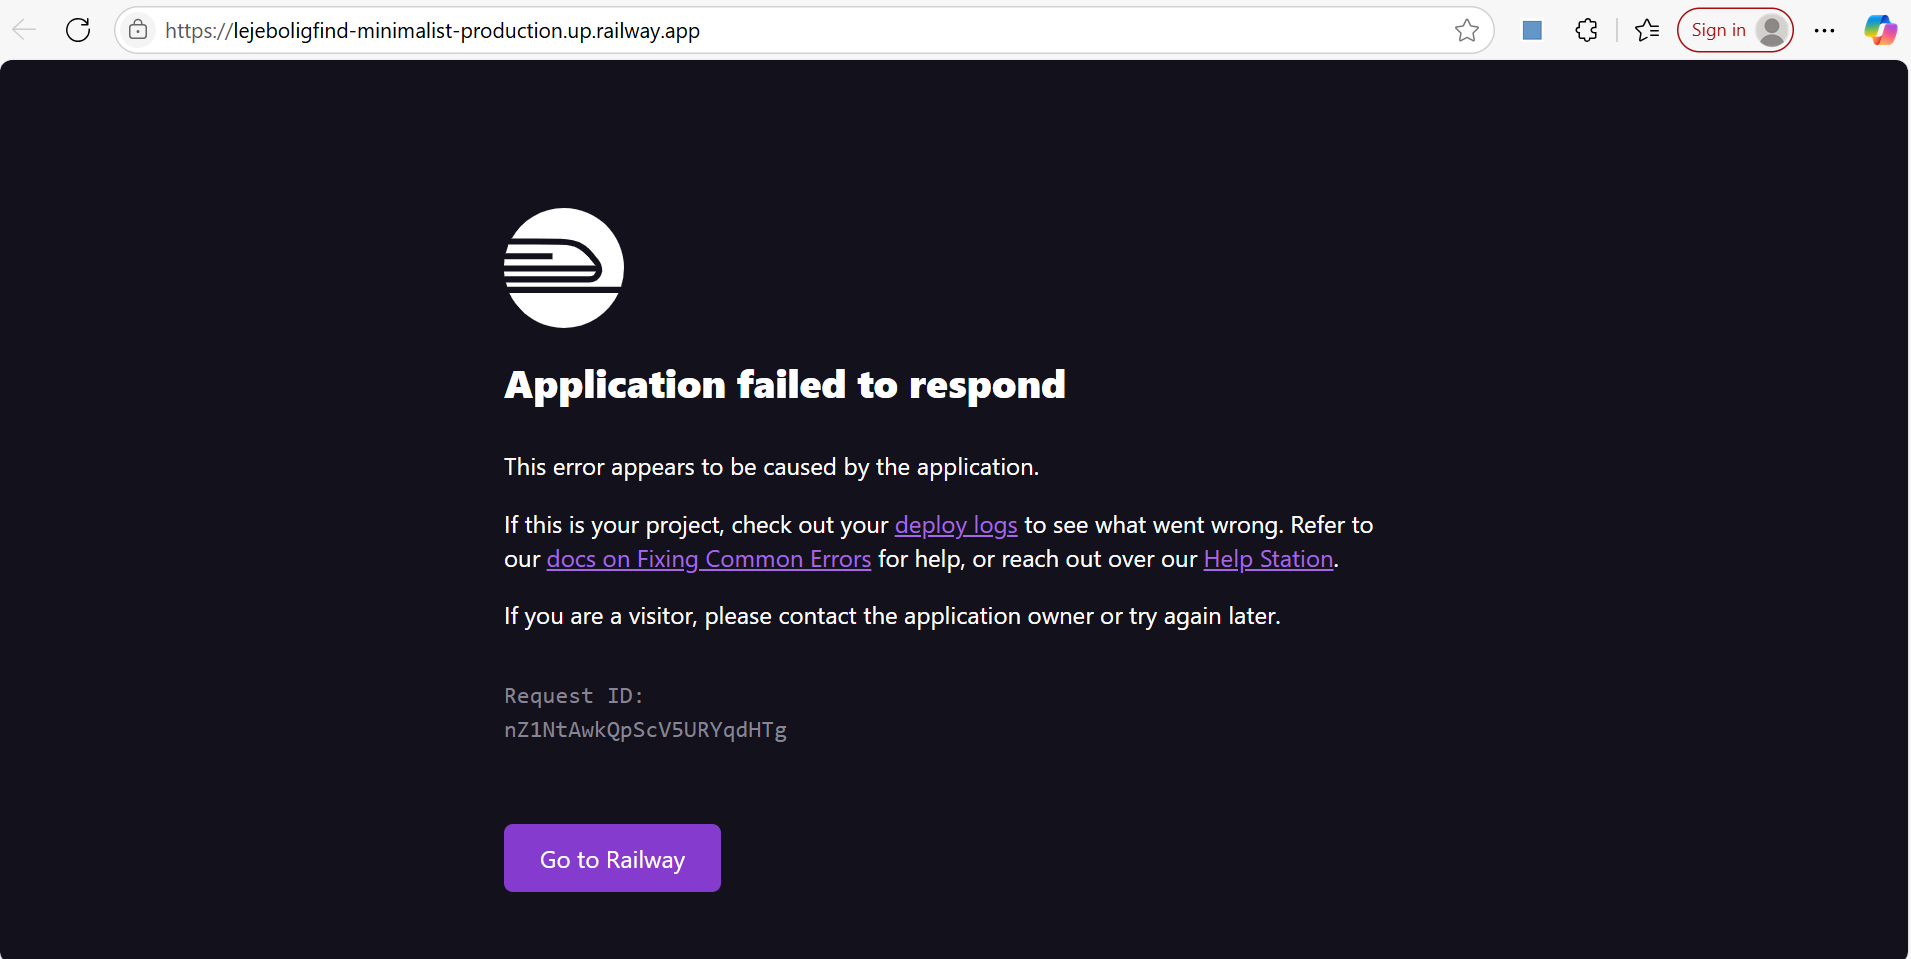 https://lejeboligfind-minimalist-production.up.railway.app
Sign in
Application failed to respond
This error appears to be caused by the application.
If this is your project, check out your deploy logs to see what went wrong. Refer to
our docs on Fixing Common Errors for help, or reach out over our Help Station.
If you are a visitor, please contact the application owner or try again later.
Request ID:
nZ1NtAwkQpScV5URYqdHTg
Go to Railway